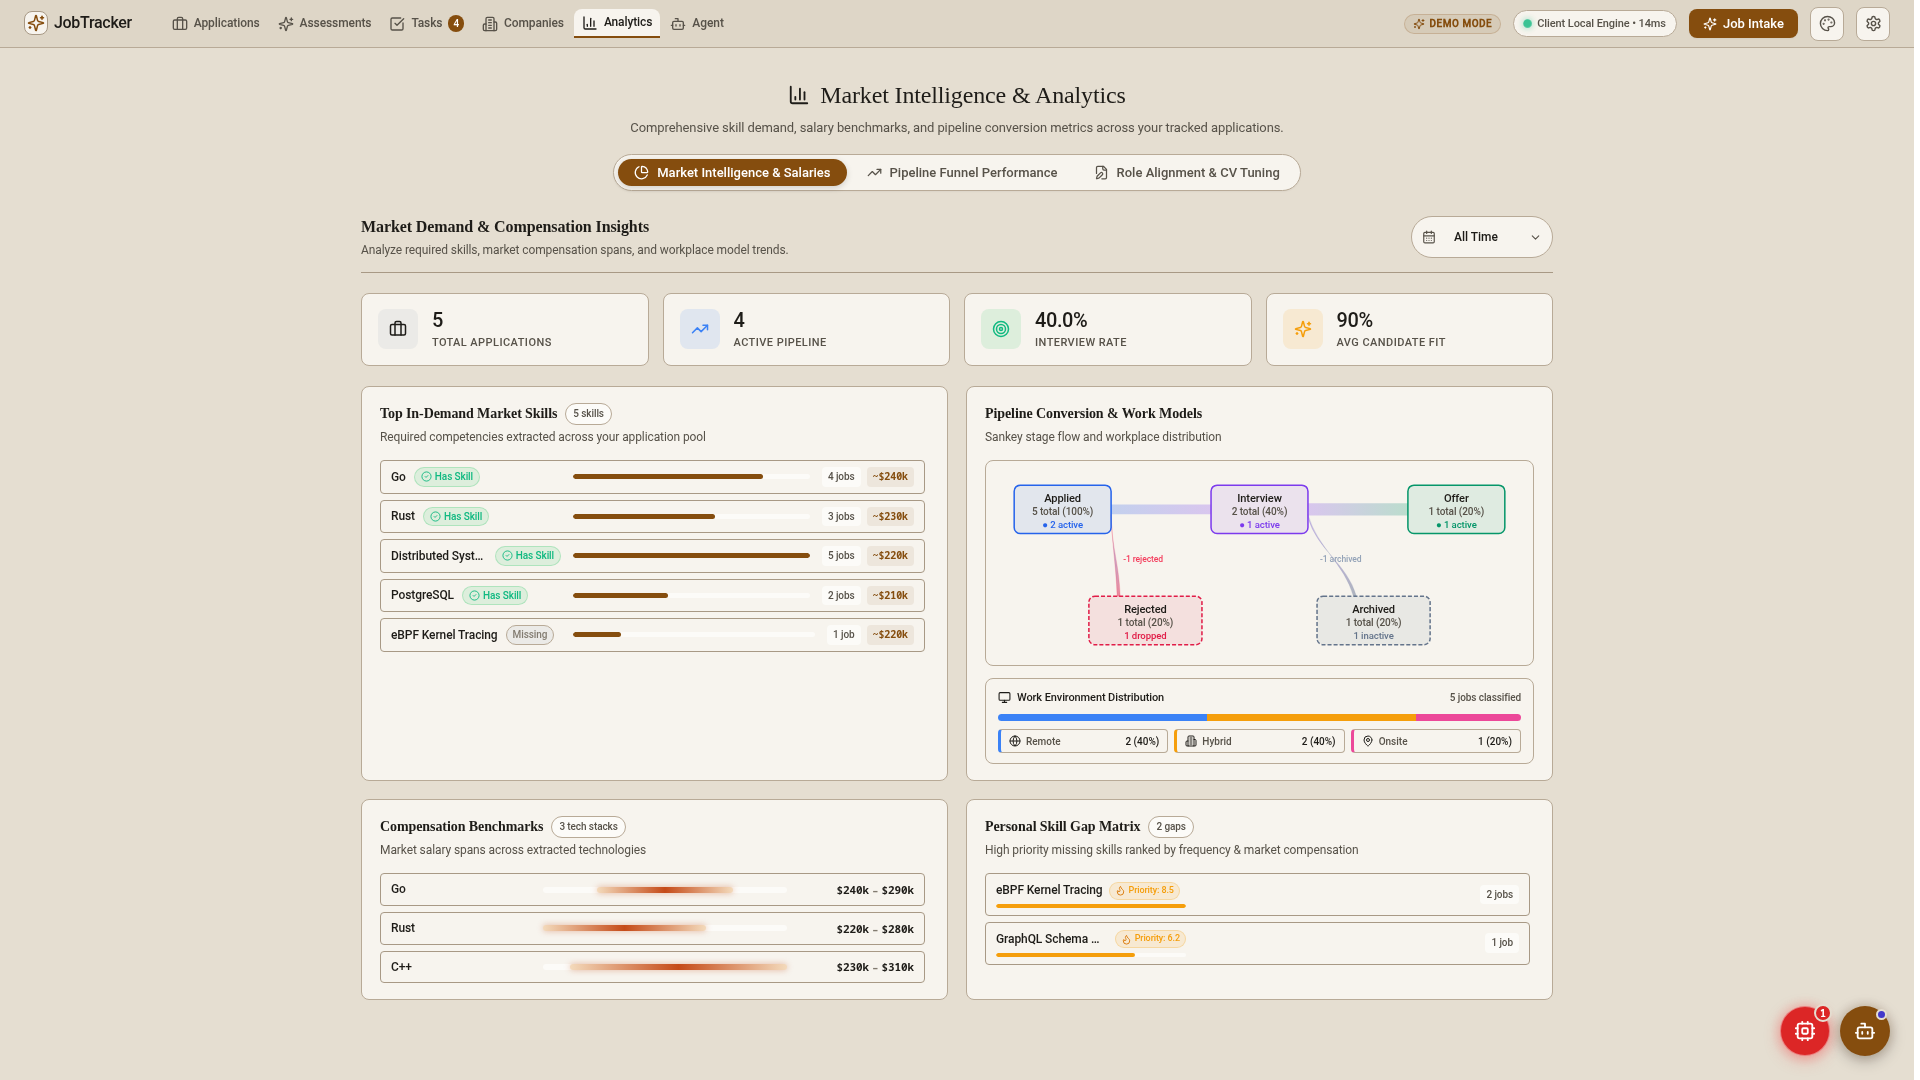 JobTracker
Applications
Assessments
Tasks 4
Companies
Analytics
Agent
DEMO MODE
Client Local Engine • 14ms
Job Intake
Market Intelligence & Analytics
Comprehensive skill demand, salary benchmarks, and pipeline conversion metrics across your tracked applications.
Market Intelligence & Salaries
Pipeline Funnel Performance
Role Alignment & CV Tuning
Market Demand & Compensation Insights
Analyze required skills, market compensation spans, and workplace model trends.
All Time
5
TOTAL APPLICATIONS
4
ACTIVE PIPELINE
40.0%
INTERVIEW RATE
90%
AVG CANDIDATE FIT
Top In-Demand Market Skills 5 skills
Required competencies extracted across your application pool
Go Has Skill 4 jobs ~$240k
Rust Has Skill 3 jobs ~$230k
Distributed Syst... Has Skill 5 jobs ~$220k
PostgreSQL Has Skill 2 jobs ~$210k
eBPF Kernel Tracing Missing 1 job ~$220k
Pipeline Conversion & Work Models
Sankey stage flow and workplace distribution
Applied
5 total (100%)
● 2 active
Interview
2 total (40%)
● 1 active
Offer
1 total (20%)
● 1 active
-1 rejected
-1 archived
Rejected
1 total (20%)
1 dropped
Archived
1 total (20%)
1 inactive
Work Environment Distribution
5 jobs classified
Remote 2 (40%)
Hybrid 2 (40%)
Onsite 1 (20%)
Compensation Benchmarks 3 tech stacks
Market salary spans across extracted technologies
Go $240k – $290k
Rust $220k – $280k
C++ $230k – $310k
Personal Skill Gap Matrix 2 gaps
High priority missing skills ranked by frequency & market compensation
eBPF Kernel Tracing Priority: 8.5 2 jobs
GraphQL Schema ... Priority: 6.2 1 job
1